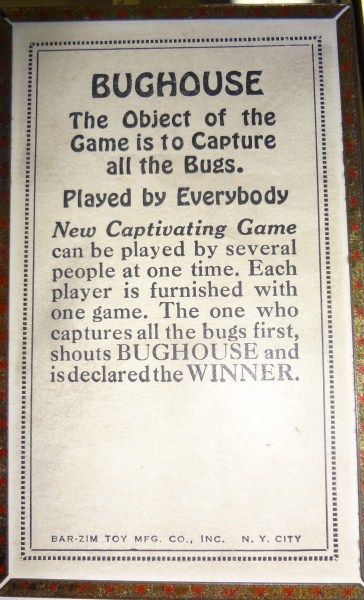 BUGHOUSE
The Object of the
Game is to Capture
all the Bugs.
Played by Everybody
New Captivating Game
can be played by several
people at one time. Each
player is furnished with
one game. The one who
captures all the bugs first,
shouts BUGHOUSE and
is declared the WINNER.
BAR-ZIM TOY MFG. CO., INC. N. Y. CITY